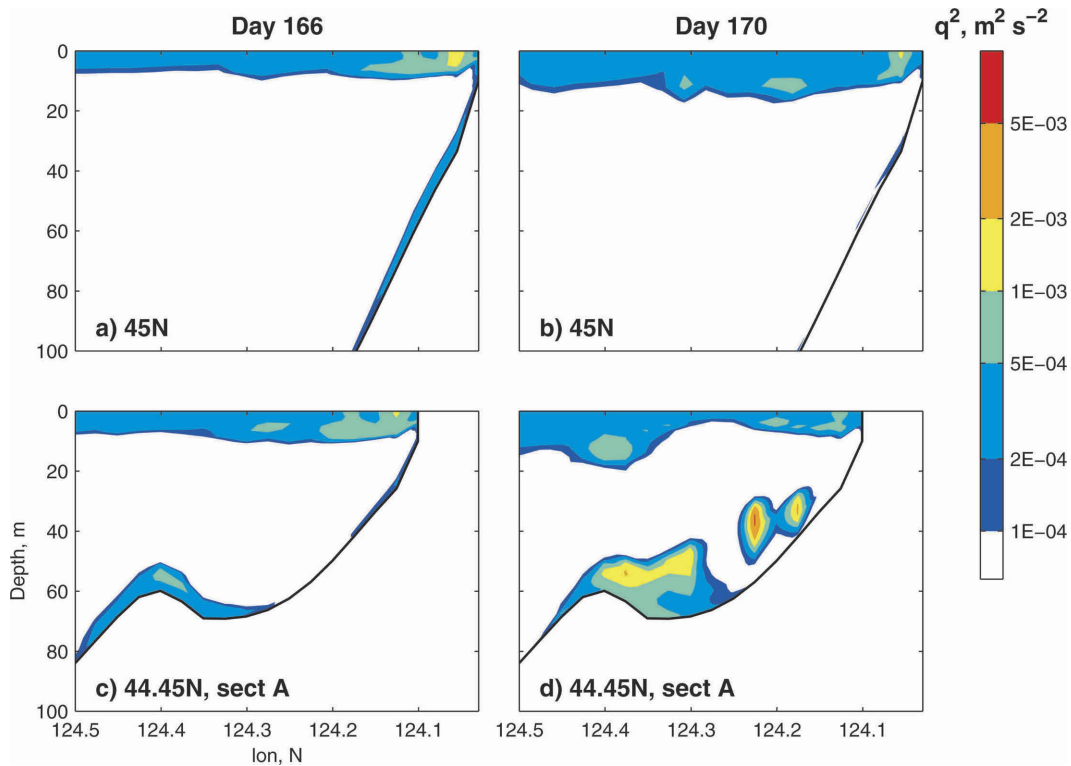 Day 166
Day 170
q², m² s⁻²
0
20
40
60
80
100
a) 45N
b) 45N
5E−03
2E−03
1E−03
5E−04
2E−04
1E−04
Depth, m
0
20
40
60
80
100
c) 44.45N, sect A
d) 44.45N, sect A
124.5 124.4 124.3 124.2 124.1
124.5 124.4 124.3 124.2 124.1
lon, N